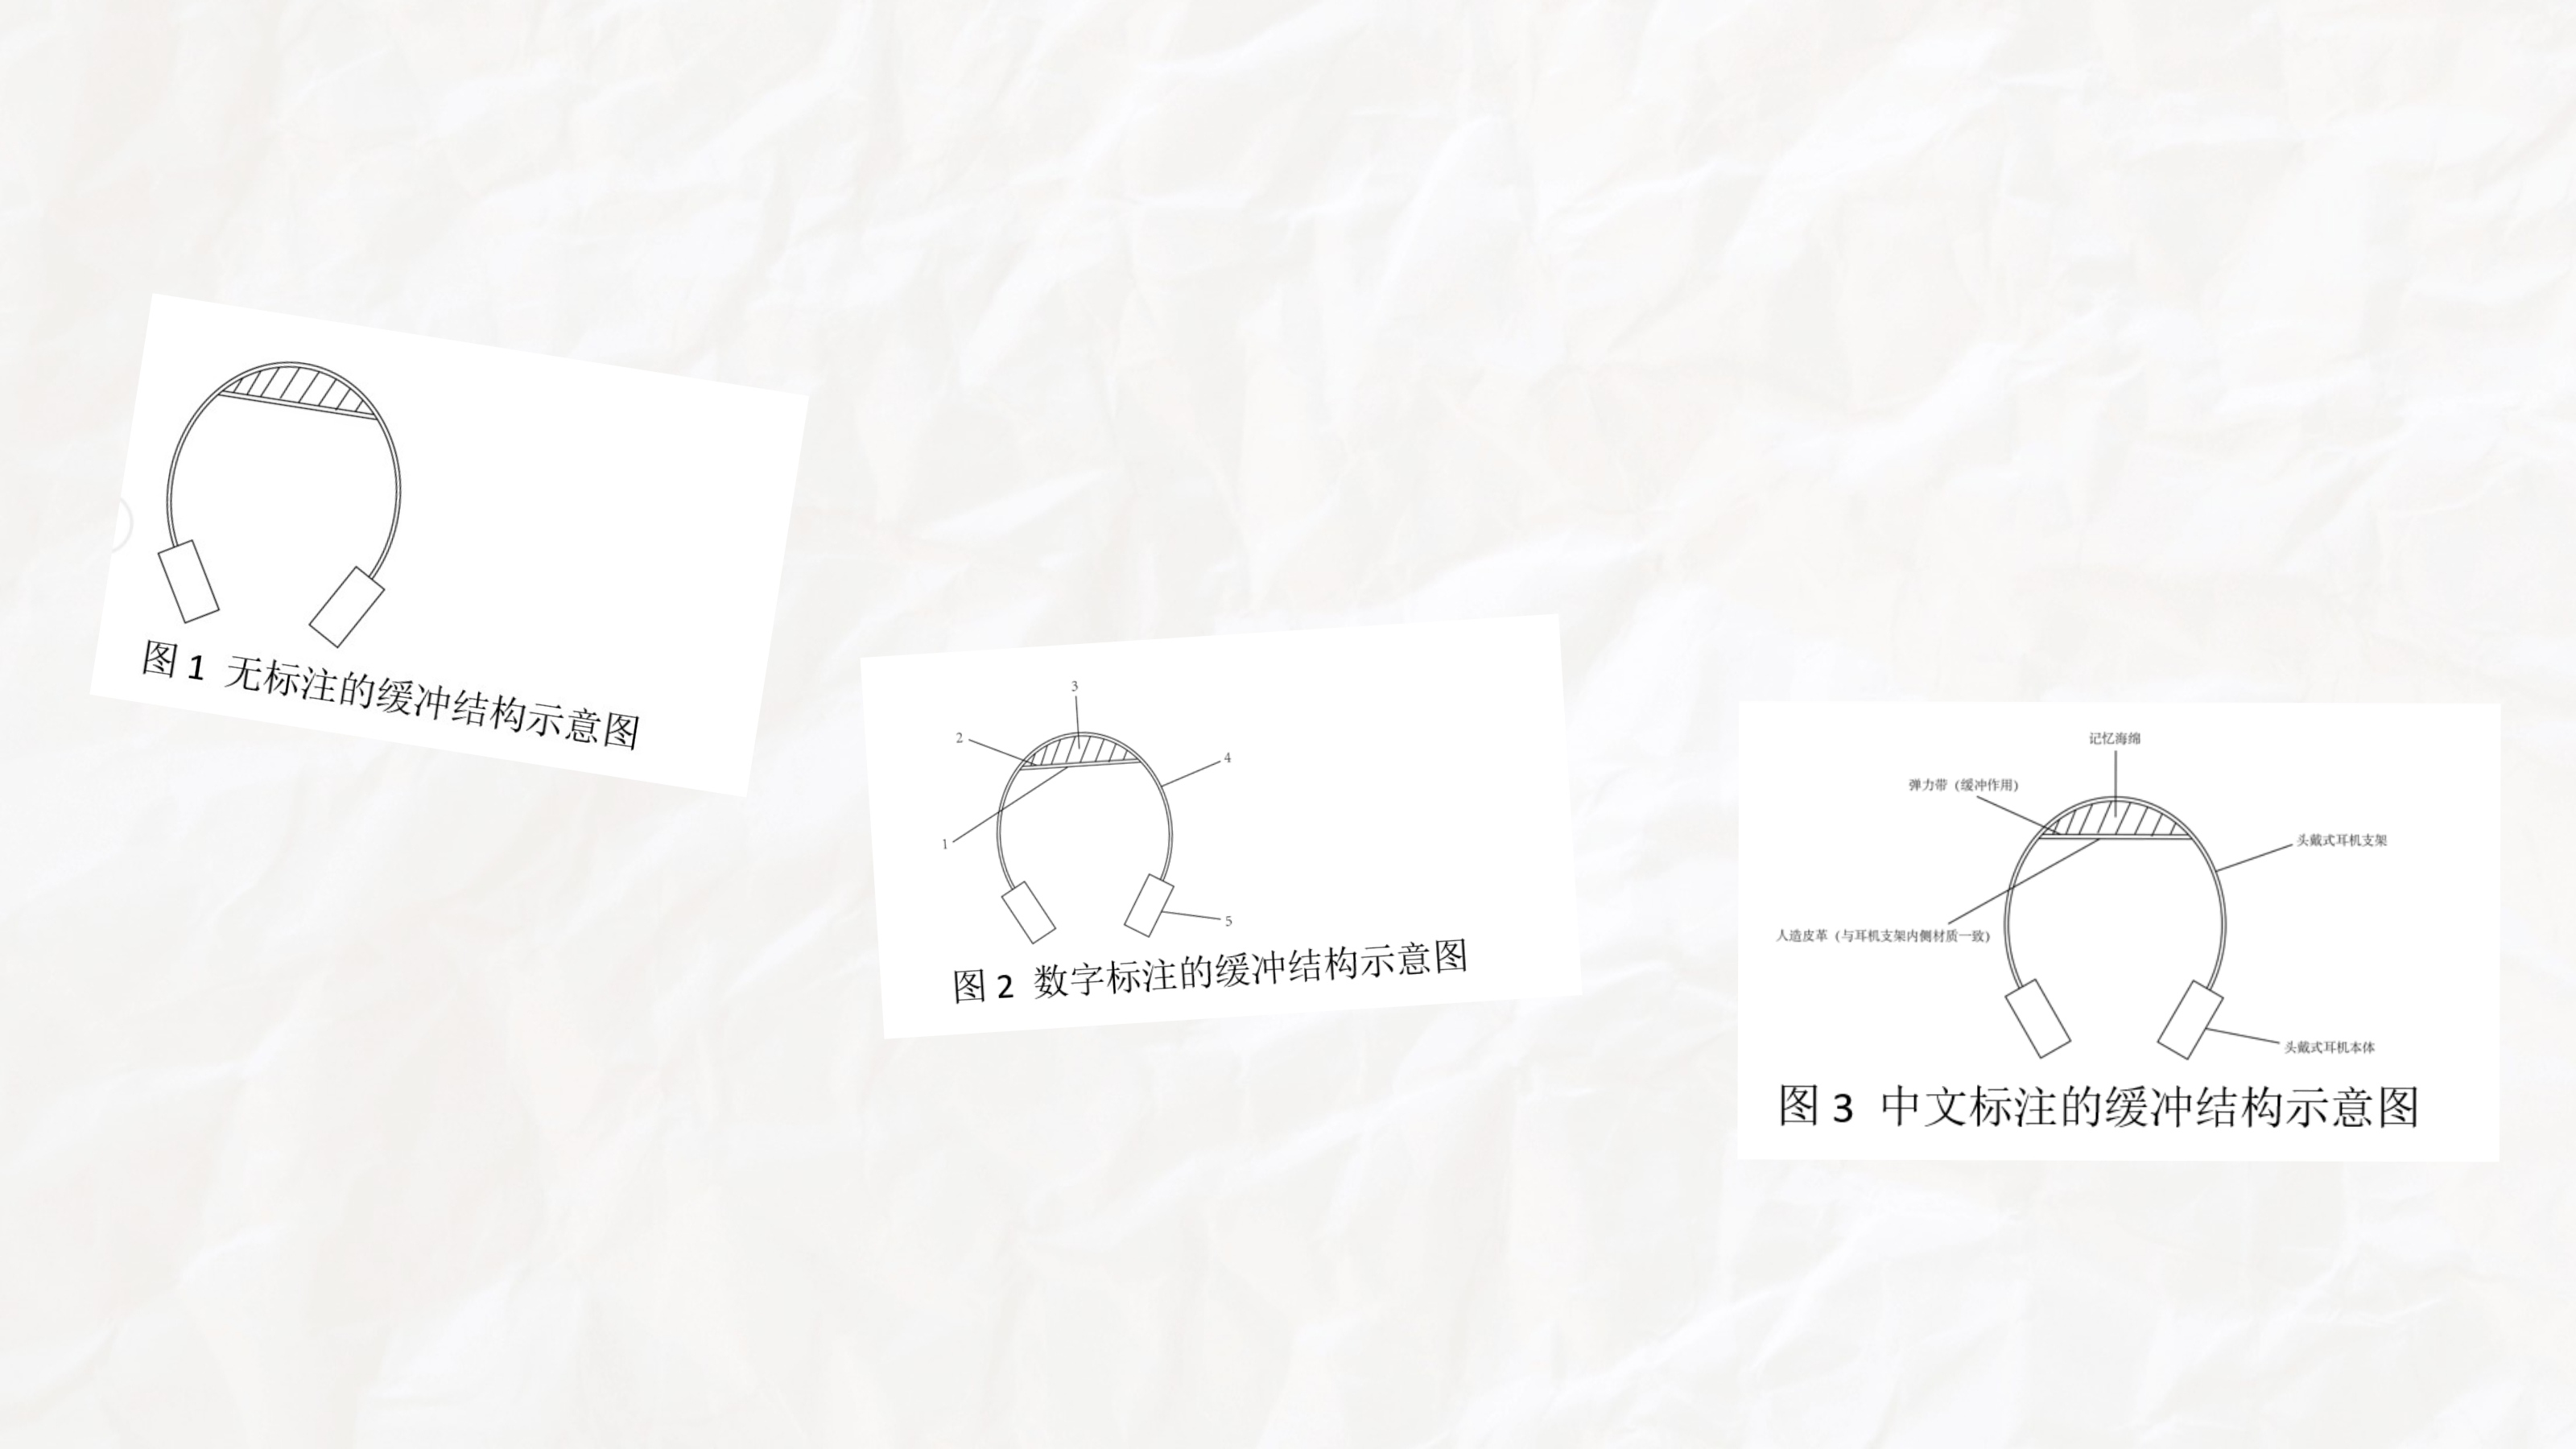 图 1 无标注的缓冲结构示意图
3
2
4
1
5
图 2 数字标注的缓冲结构示意图
记忆海绵
弹力带（缓冲作用）
头戴式耳机支架
人造皮革（与耳机支架内侧材质一致）
头戴式耳机本体
图 3 中文标注的缓冲结构示意图